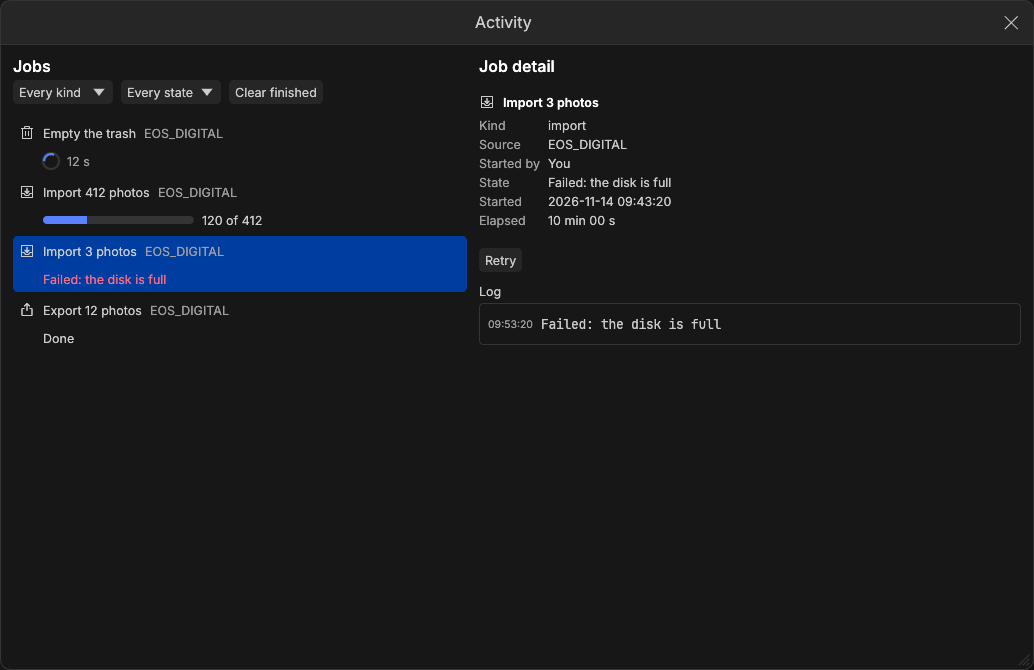 Activity
Jobs
Every kind
Every state
Clear finished
Empty the trash EOS_DIGITAL
12 s
Import 412 photos EOS_DIGITAL
120 of 412
Import 3 photos EOS_DIGITAL
Failed: the disk is full
Export 12 photos EOS_DIGITAL
Done
Job detail
Import 3 photos
Kind import
Source EOS_DIGITAL
Started by You
State Failed: the disk is full
Started 2026-11-14 09:43:20
Elapsed 10 min 00 s
Retry
Log
09:53:20 Failed: the disk is full